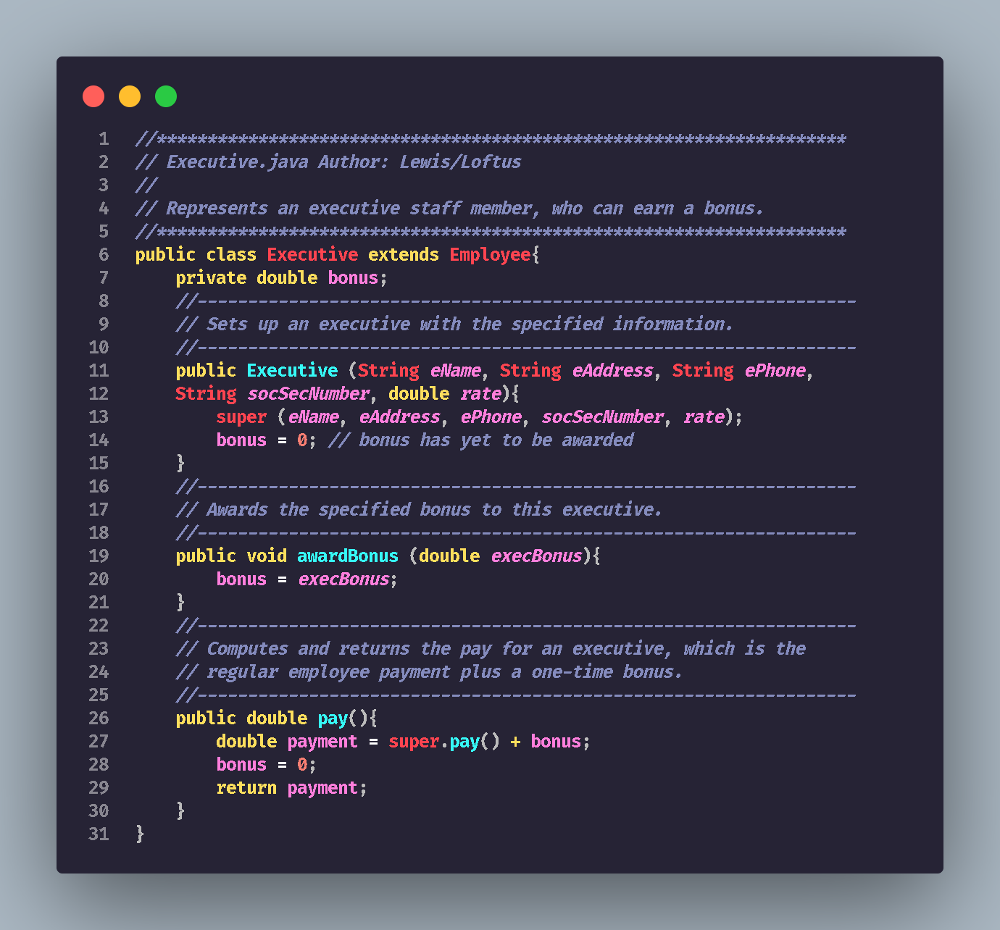 1 //********************************************************************
2 // Executive.java Author: Lewis/Loftus
3 //
4 // Represents an executive staff member, who can earn a bonus.
5 //********************************************************************
6 public class Executive extends Employee{
7     private double bonus;
8     //-----------------------------------------------------------------
9     // Sets up an executive with the specified information.
10     //-----------------------------------------------------------------
11     public Executive (String eName, String eAddress, String ePhone,
12     String socSecNumber, double rate){
13         super (eName, eAddress, ePhone, socSecNumber, rate);
14         bonus = 0; // bonus has yet to be awarded
15     }
16     //-----------------------------------------------------------------
17     // Awards the specified bonus to this executive.
18     //-----------------------------------------------------------------
19     public void awardBonus (double execBonus){
20         bonus = execBonus;
21     }
22     //-----------------------------------------------------------------
23     // Computes and returns the pay for an executive, which is the
24     // regular employee payment plus a one-time bonus.
25     //-----------------------------------------------------------------
26     public double pay(){
27         double payment = super.pay() + bonus;
28         bonus = 0;
29         return payment;
30     }
31 }